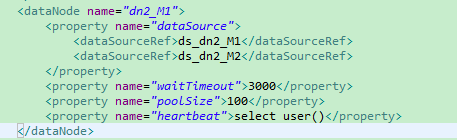 <dataNode name="dn2_M1">
<property name="dataSource">
<dataSourceRef>ds_dn2_M1</dataSourceRef>
<dataSourceRef>ds_dn2_M2</dataSourceRef>
</property>
<property name="waitTimeout">3000</property>
<property name="poolSize">100</property>
<property name="heartbeat">select user()</property>
</dataNode>